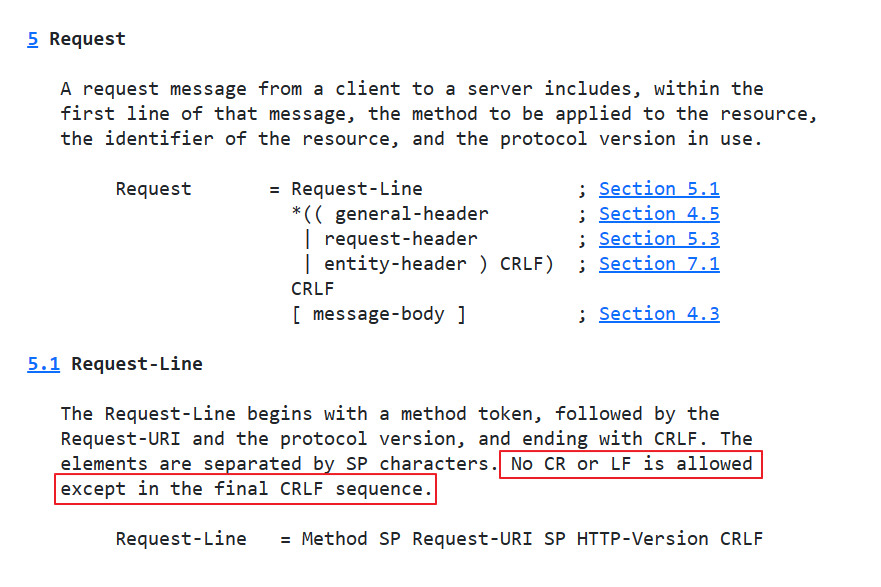 5 Request
A request message from a client to a server includes, within the
first line of that message, the method to be applied to the resource,
the identifier of the resource, and the protocol version in use.
Request       = Request-Line              ; Section 5.1
                *(( general-header        ; Section 4.5
                 | request-header         ; Section 5.3
                 | entity-header ) CRLF)  ; Section 7.1
                CRLF
                [ message-body ]          ; Section 4.3
5.1 Request-Line
The Request-Line begins with a method token, followed by the
Request-URI and the protocol version, and ending with CRLF. The
elements are separated by SP characters. No CR or LF is allowed
except in the final CRLF sequence.
Request-Line   = Method SP Request-URI SP HTTP-Version CRLF